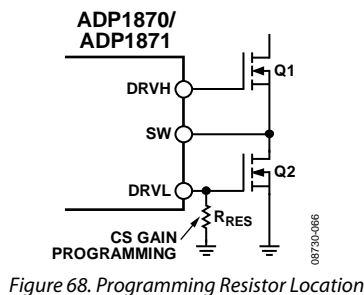 ADP1870/
ADP1871
DRVH
Q1
SW
DRVL
Q2
RRES
CS GAIN
PROGRAMMING
08730-066
Figure 68. Programming Resistor Location